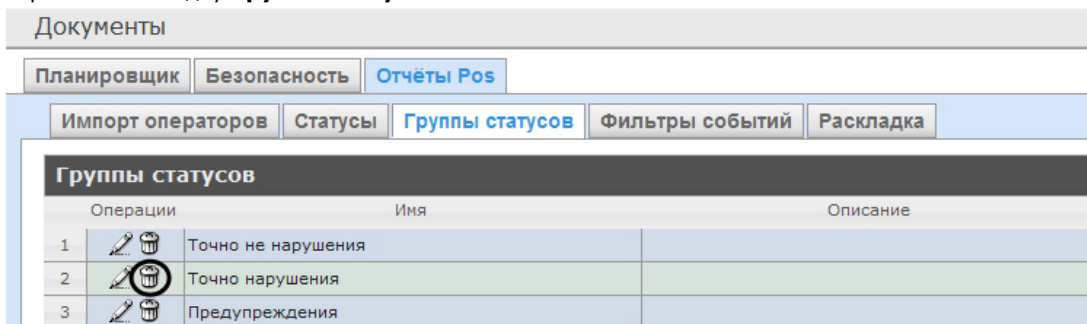 Документы
Планировщик Безопасность Отчёты Pos
Импорт операторов Статусы Группы статусов Фильтры событий Раскладка
Группы статусов
Операции Имя Описание
1 Точно не нарушения
2 Точно нарушения
3 Предупреждения